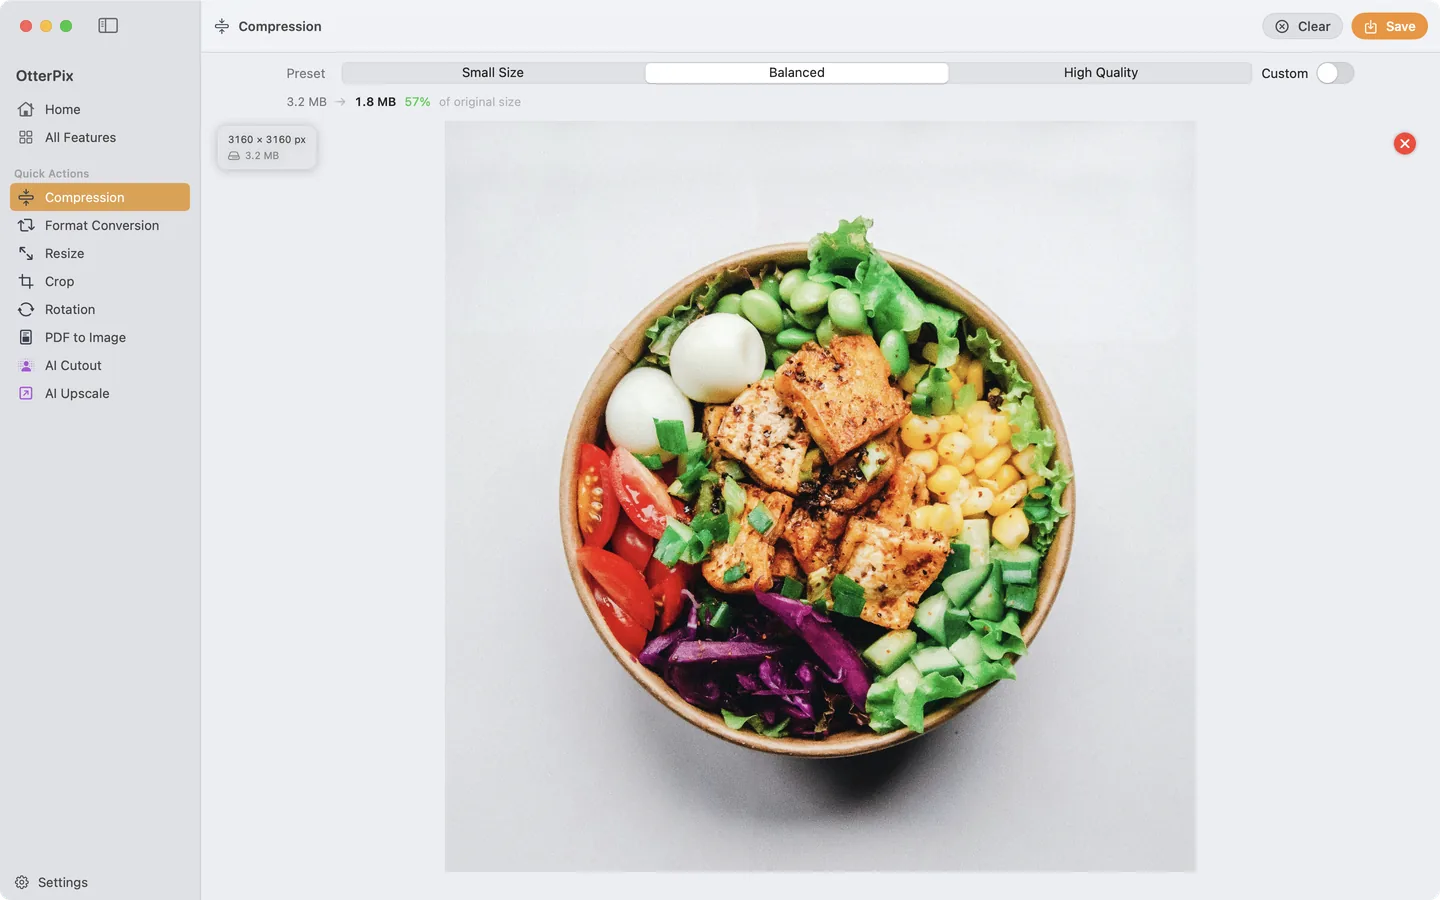 OtterPix
Home
All Features
Quick Actions
Compression
Format Conversion
Resize
Crop
Rotation
PDF to Image
AI Cutout
AI Upscale
Settings
Compression
Clear
Save
Preset
Small Size
Balanced
High Quality
Custom
3.2 MB → 1.8 MB 57% of original size
3160 × 3160 px
3.2 MB